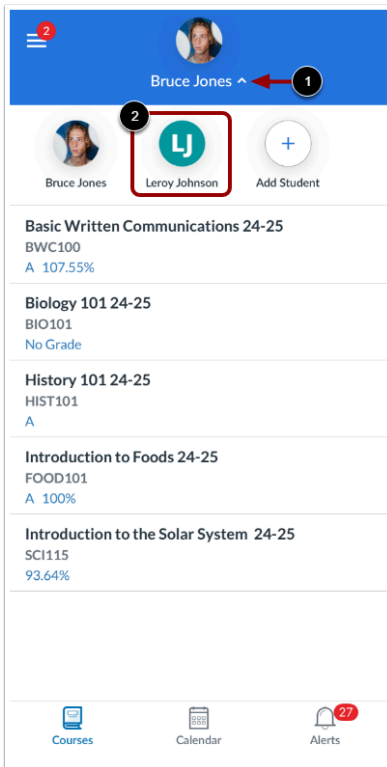 2
Bruce Jones
1
2
LJ
Bruce Jones
Leroy Johnson
+
Add Student
Basic Written Communications 24-25
BWC100
A 107.55%
Biology 101 24-25
BIO101
No Grade
History 101 24-25
HIST101
A
Introduction to Foods 24-25
FOOD101
A 100%
Introduction to the Solar System 24-25
SCI115
93.64%
27
Courses
Calendar
Alerts